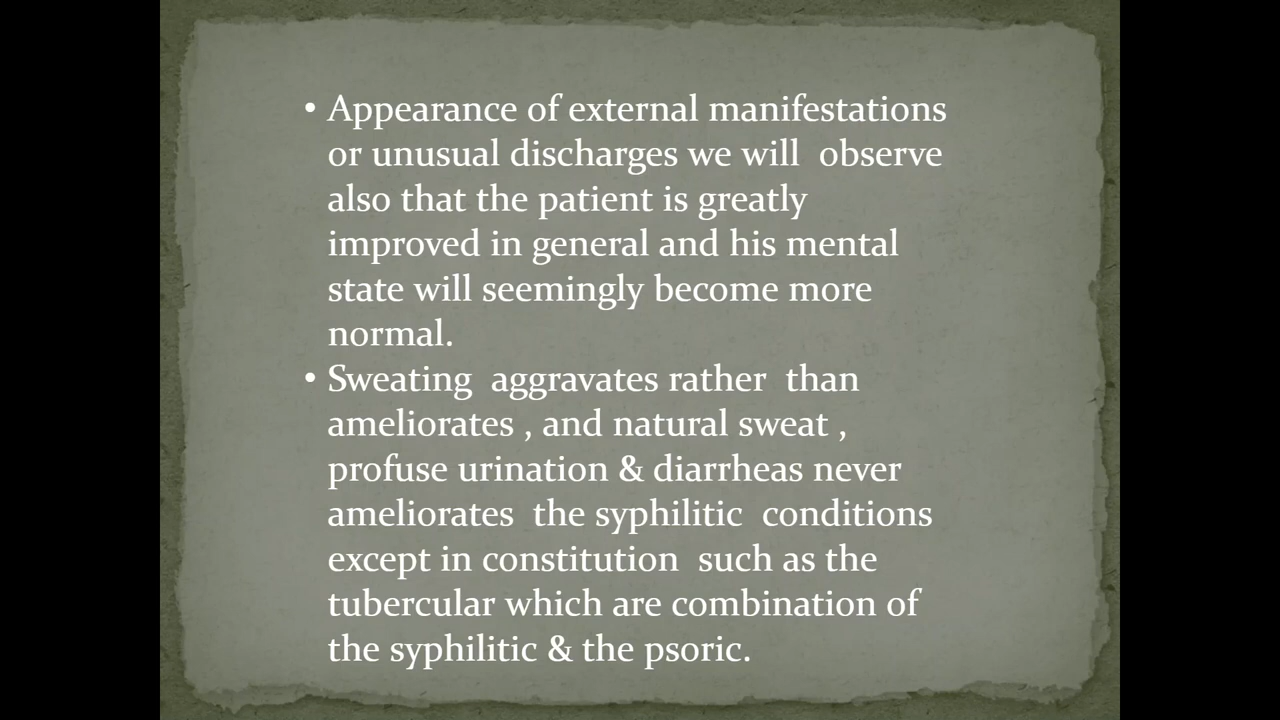 • Appearance of external manifestations
or unusual discharges we will  observe
also that the patient is greatly
improved in general and his mental
state will seemingly become more
normal.
• Sweating  aggravates rather  than
ameliorates , and natural sweat ,
profuse urination & diarrheas never
ameliorates  the syphilitic  conditions
except in constitution  such as the
tubercular which are combination of
the syphilitic & the psoric.